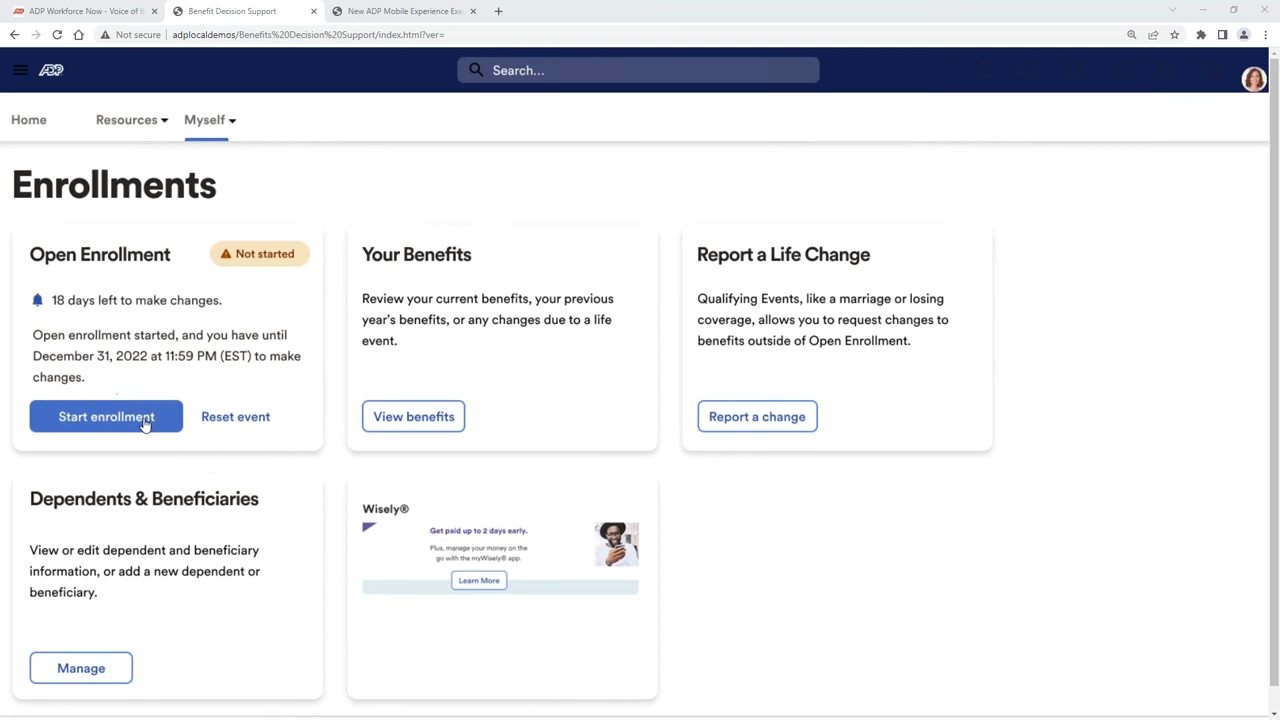 ADP Workforce Now - Voice of th
Benefit Decision Support
New ADP Mobile Experience Exe
Not secure
adplocaldemos/Benefits%20Decision%20Support/index.html?ver=
ADP
Search...
Home
Resources
Myself
Enrollments
Open Enrollment
Not started
18 days left to make changes.
Open enrollment started, and you have until
December 31, 2022 at 11:59 PM (EST) to make
changes.
Start enrollment
Reset event
Your Benefits
Review your current benefits, your previous
year's benefits, or any changes due to a life
event.
View benefits
Report a Life Change
Qualifying Events, like a marriage or losing
coverage, allows you to request changes to
benefits outside of Open Enrollment.
Report a change
Dependents & Beneficiaries
View or edit dependent and beneficiary
information, or add a new dependent or
beneficiary.
Manage
Wisely®
Get paid up to 2 days early.
Plus, manage your money on the
go with the myWisely® app.
Learn More